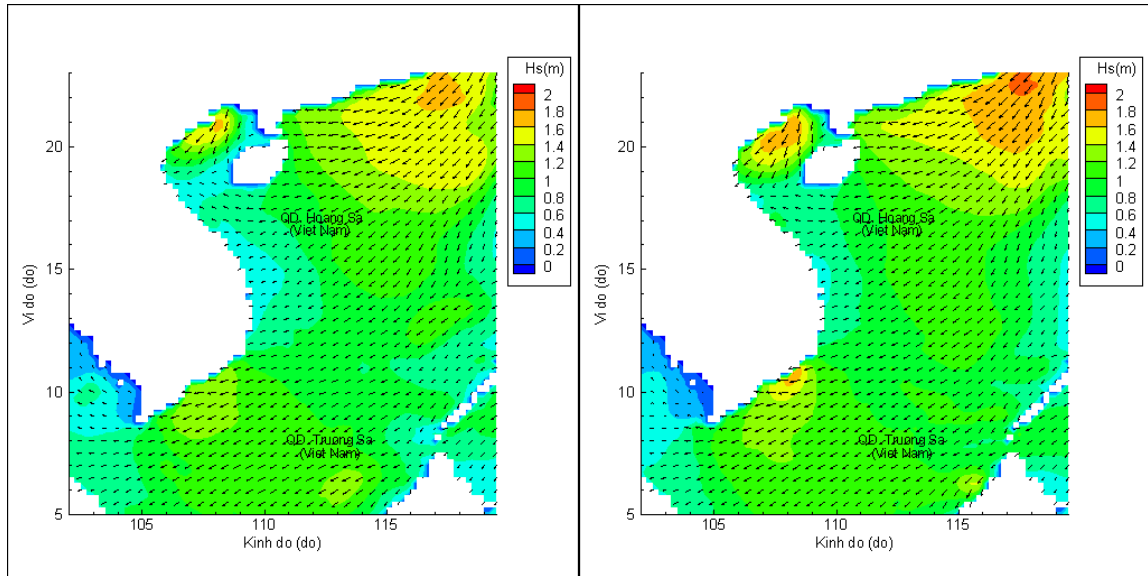 Hs(m)
2
1.8
1.6
1.4
1.2
1
0.8
0.6
0.4
0.2
0
20
15
10
5
Vi do (do)
QD. Hoang Sa
(Viet Nam)
QD. Truong Sa
(Viet Nam)
105
110
115
Kinh do (do)
Hs(m)
2
1.8
1.6
1.4
1.2
1
0.8
0.6
0.4
0.2
0
20
15
10
5
Vi do (do)
QD. Hoang Sa
(Viet Nam)
QD. Truong Sa
(Viet Nam)
105
110
115
Kinh do (do)